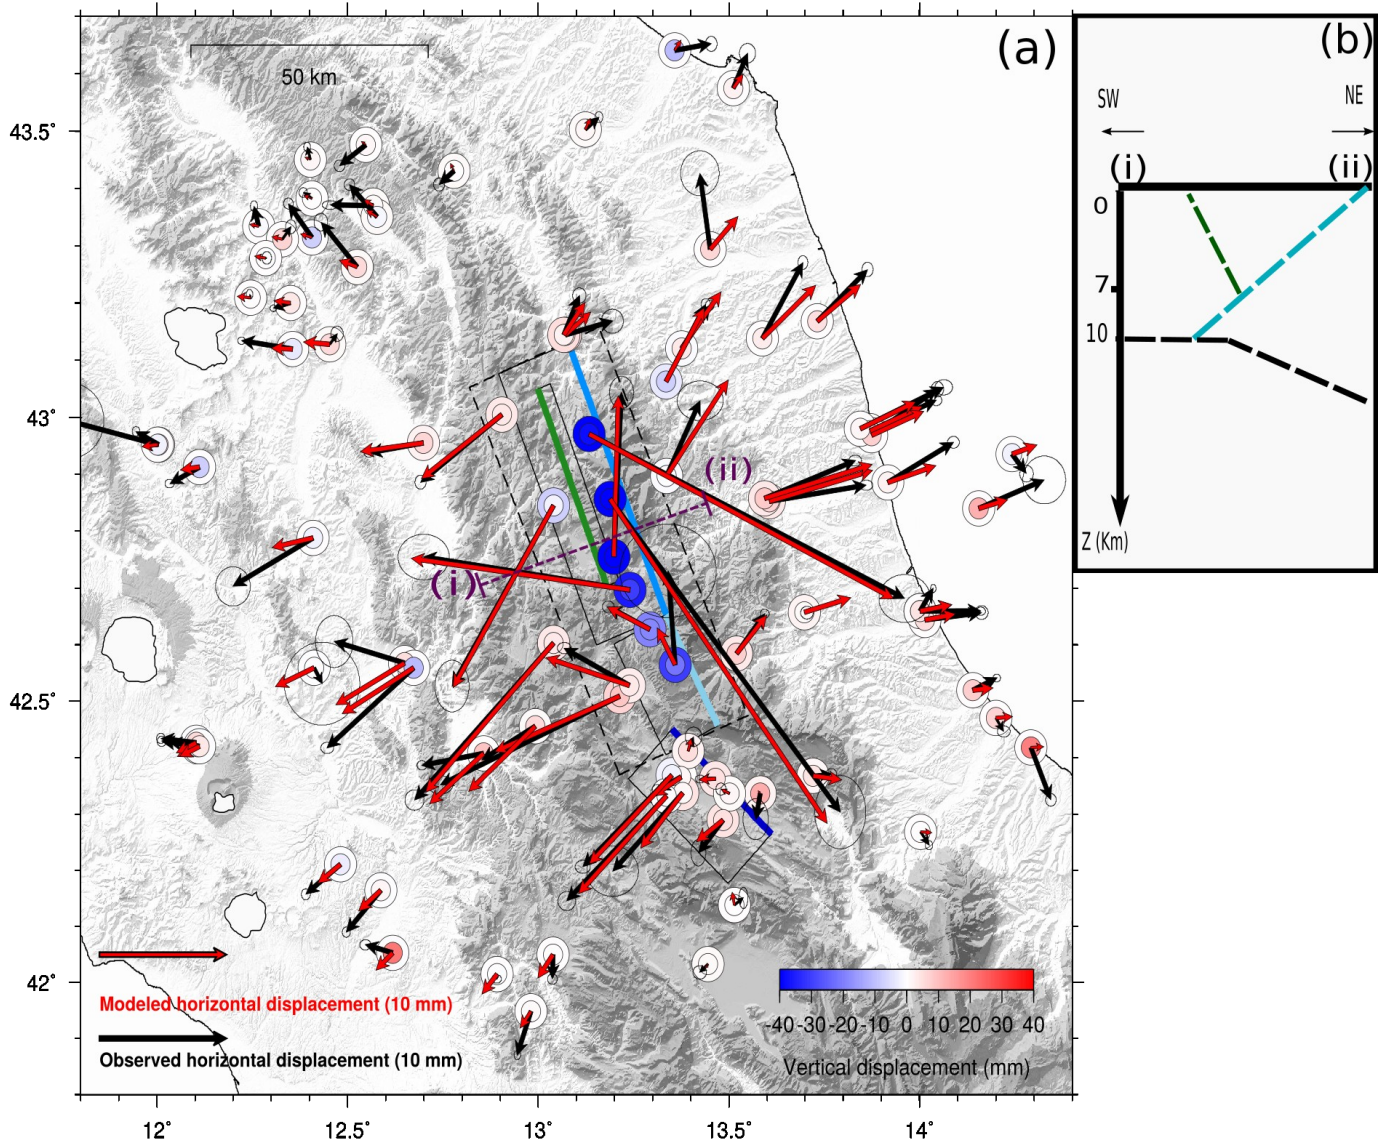 (a)
50 km
43.5°
43°
42.5°
42°
12°
12.5°
13°
13.5°
14°
(ii)
(i)
Modeled horizontal displacement (10 mm)
Observed horizontal displacement (10 mm)
-40 -30 -20 -10 0 10 20 30 40
Vertical displacement (mm)
(b)
SW NE
(i) (ii)
0
7
10
Z (Km)